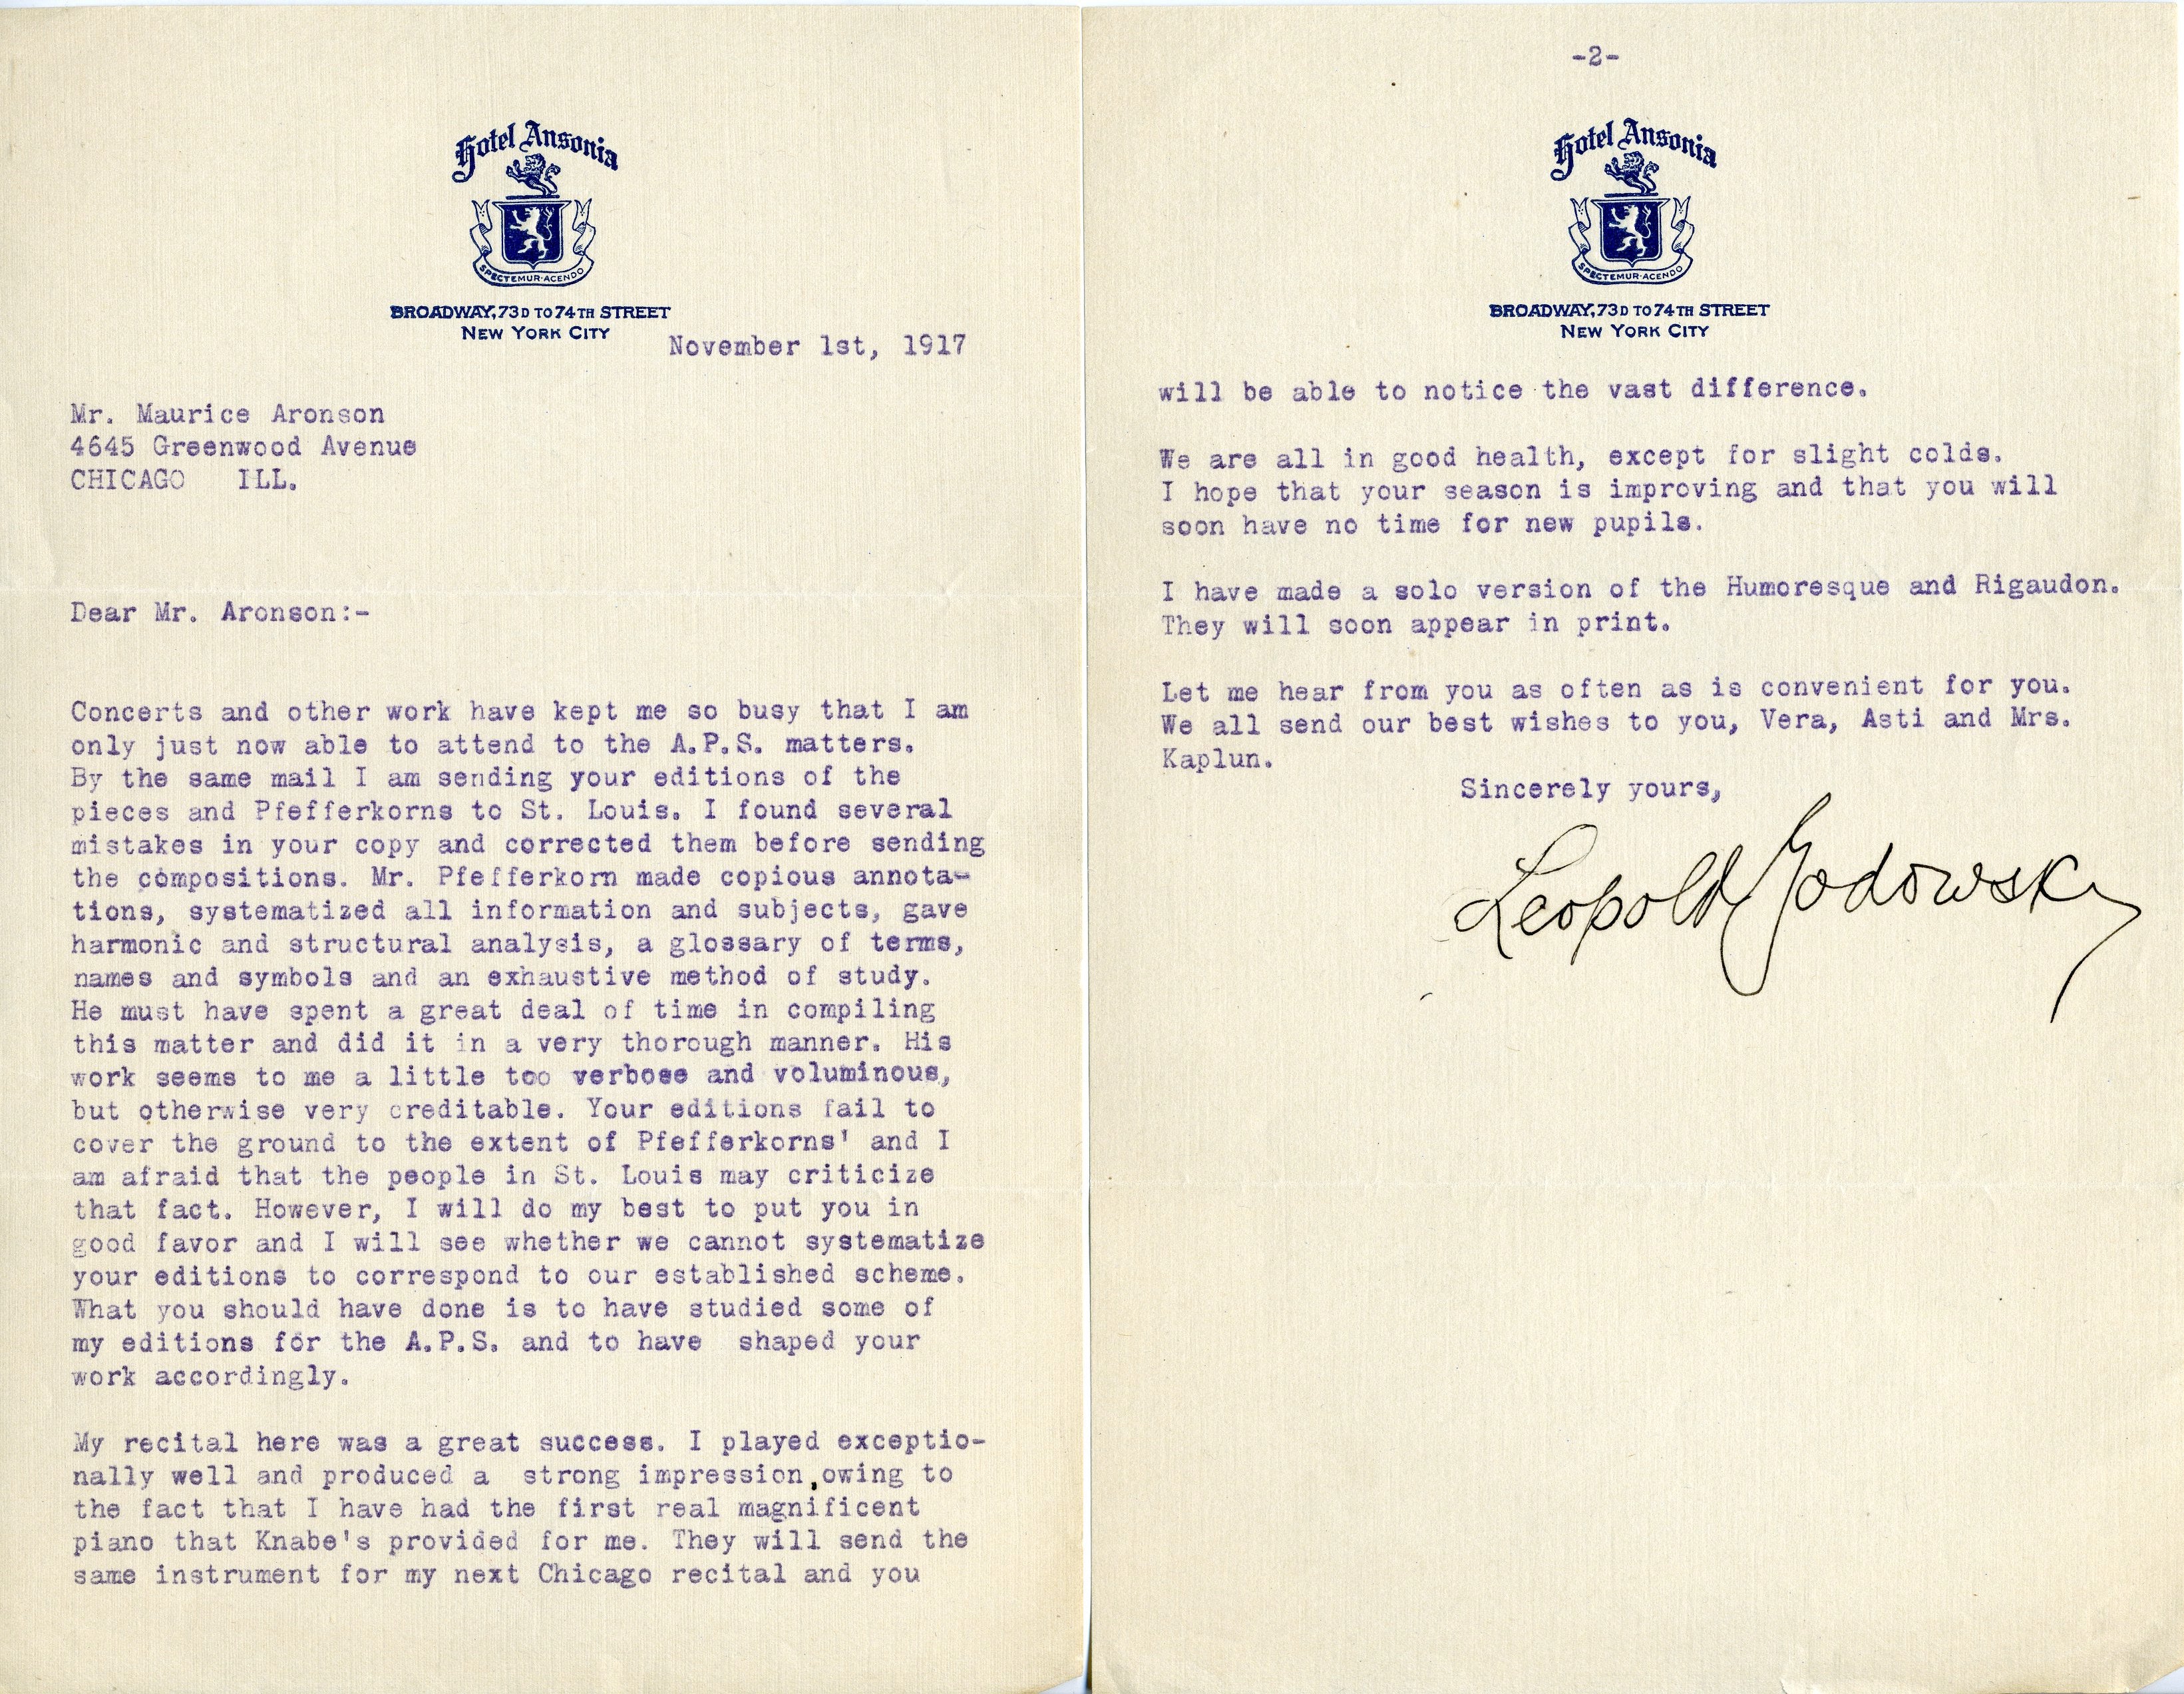 Hotel Ansonia
SPECTEMUR·ACENDO
BROADWAY, 73D TO 74TH STREET
NEW YORK CITY
November 1st, 1917
Mr. Maurice Aronson
4645 Greenwood Avenue
CHICAGO ILL.
Dear Mr. Aronson:-
Concerts and other work have kept me so busy that I am
only just now able to attend to the A.P.S. matters.
By the same mail I am sending your editions of the
pieces and Pfefferkorns to St. Louis. I found several
mistakes in your copy and corrected them before sending
the compositions. Mr. Pfefferkorn made copious annota-
tions, systematized all information and subjects, gave
harmonic and structural analysis, a glossary of terms,
names and symbols and an exhaustive method of study.
He must have spent a great deal of time in compiling
this matter and did it in a very thorough manner. His
work seems to me a little too verbose and voluminous,
but otherwise very creditable. Your editions fail to
cover the ground to the extent of Pfefferkorns' and I
am afraid that the people in St. Louis may criticize
that fact. However, I will do my best to put you in
good favor and I will see whether we cannot systematize
your editions to correspond to our established scheme.
What you should have done is to have studied some of
my editions for the A.P.S. and to have shaped your
work accordingly.
My recital here was a great success. I played exceptio-
nally well and produced a strong impression,owing to
the fact that I have had the first real magnificent
piano that Knabe's provided for me. They will send the
same instrument for my next Chicago recital and you
-2-
Hotel Ansonia
SPECTEMUR·ACENDO
BROADWAY, 73D TO 74TH STREET
NEW YORK CITY
will be able to notice the vast difference.
We are all in good health, except for slight colds.
I hope that your season is improving and that you will
soon have no time for new pupils.
I have made a solo version of the Humoresque and Rigaudon.
They will soon appear in print.
Let me hear from you as often as is convenient for you.
We all send our best wishes to you, Vera, Asti and Mrs.
Kaplun.
Sincerely yours,
Leopold Godowsky